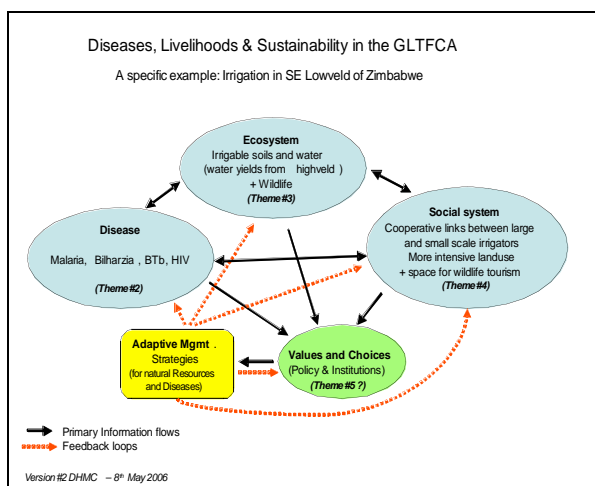 Diseases, Livelihoods & Sustainability in the GLTFCA
A specific example: Irrigation in SE Lowveld of Zimbabwe
Ecosystem
Irrigable soils and water
(water yields from highveld )
+ Wildlife
(Theme #3)
Disease
Malaria, Bilharzia , BTb, HIV
(Theme #2)
Social system
Cooperative links between large
and small scale irrigators
More intensive landuse
+ space for wildlife tourism
(Theme #4)
Adaptive Mgmt .
Strategies
(for natural Resources
and Diseases)
Values and Choices
(Policy & Institutions)
(Theme #5 ?)
Primary Information flows
Feedback loops
Version #2 DHMC – 8th May 2006